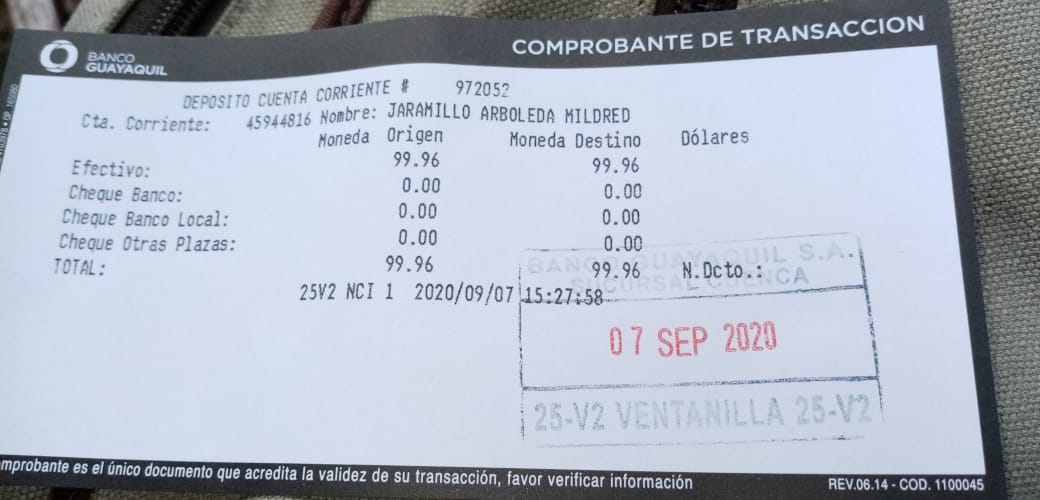 BANCO
GUAYAQUIL
COMPROBANTE DE TRANSACCION
DEPOSITO CUENTA CORRIENTE # 972052
Cta. Corriente: 45944816 Nombre: JARAMILLO ARBOLEDA MILDRED
Moneda Origen Moneda Destino Dólares
Efectivo: 99.96 99.96
Cheque Banco: 0.00 0.00
Cheque Banco Local: 0.00 0.00
Cheque Otras Plazas: 0.00 0.00
TOTAL: 99.96 99.96 N.Dcto.:
25V2 NCI 1 2020/09/07 15:27:58
BANCO GUAYAQUIL S.A.
SUCURSAL CUENCA
07 SEP 2020
25-V2 VENTANILLA 25-V2
mprobante es el único documento que acredita la validez de su transacción, favor verificar información
REV.06.14 - COD. 1100045